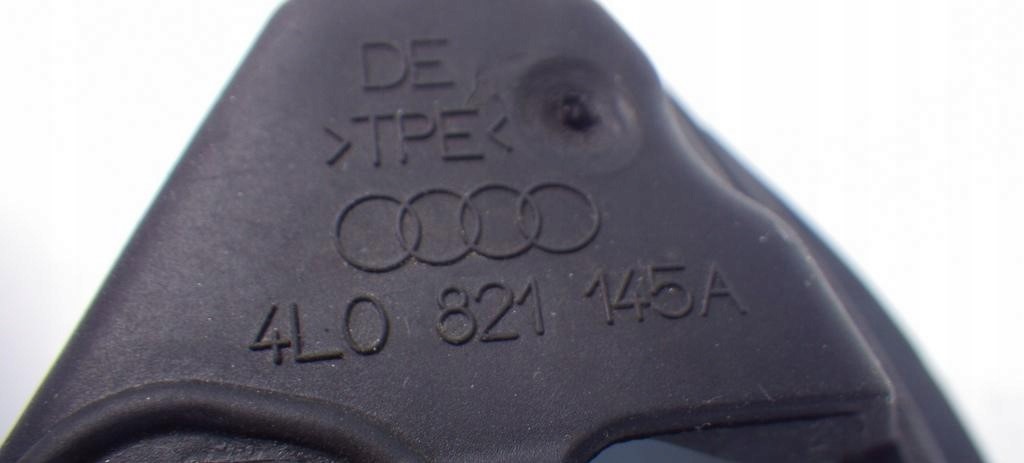 DE
>TPE<
4L0 821 145A